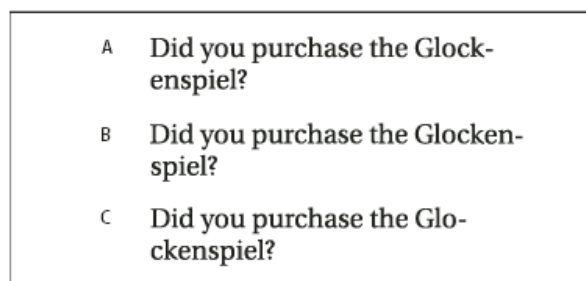 A Did you purchase the Glock-
enspiel?
B Did you purchase the Glocken-
spiel?
C Did you purchase the Glo-
ckenspiel?